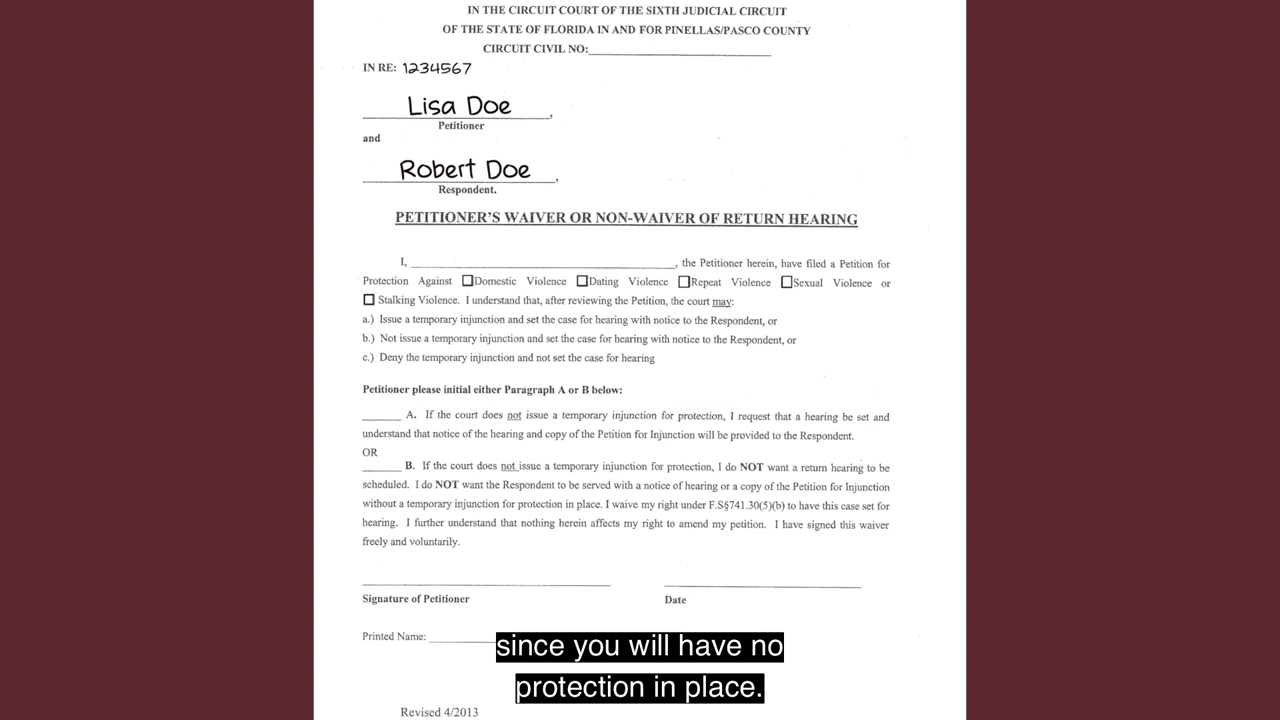 IN THE CIRCUIT COURT OF THE SIXTH JUDICIAL CIRCUIT
OF THE STATE OF FLORIDA IN AND FOR PINELLAS/PASCO COUNTY
CIRCUIT CIVIL NO:
IN RE: 1234567
Lisa Doe,
Petitioner
and
Robert Doe,
Respondent.
PETITIONER'S WAIVER OR NON-WAIVER OF RETURN HEARING
I, , the Petitioner herein, have filed a Petition for
Protection Against Domestic Violence Dating Violence Repeat Violence Sexual Violence or
Stalking Violence. I understand that, after reviewing the Petition, the court may:
a.) Issue a temporary injunction and set the case for hearing with notice to the Respondent, or
b.) Not issue a temporary injunction and set the case for hearing with notice to the Respondent, or
c.) Deny the temporary injunction and not set the case for hearing
Petitioner please initial either Paragraph A or B below:
A. If the court does not issue a temporary injunction for protection, I request that a hearing be set and
understand that notice of the hearing and copy of the Petition for Injunction will be provided to the Respondent.
OR
B. If the court does not issue a temporary injunction for protection, I do NOT want a return hearing to be
scheduled. I do NOT want the Respondent to be served with a notice of hearing or a copy of the Petition for Injunction
without a temporary injunction for protection in place. I waive my right under F.S§741.30(5)(b) to have this case set for
hearing. I further understand that nothing herein affects my right to amend my petition. I have signed this waiver
freely and voluntarily.
Signature of Petitioner Date
Printed Name:
since you will have no
protection in place.
Revised 4/2013